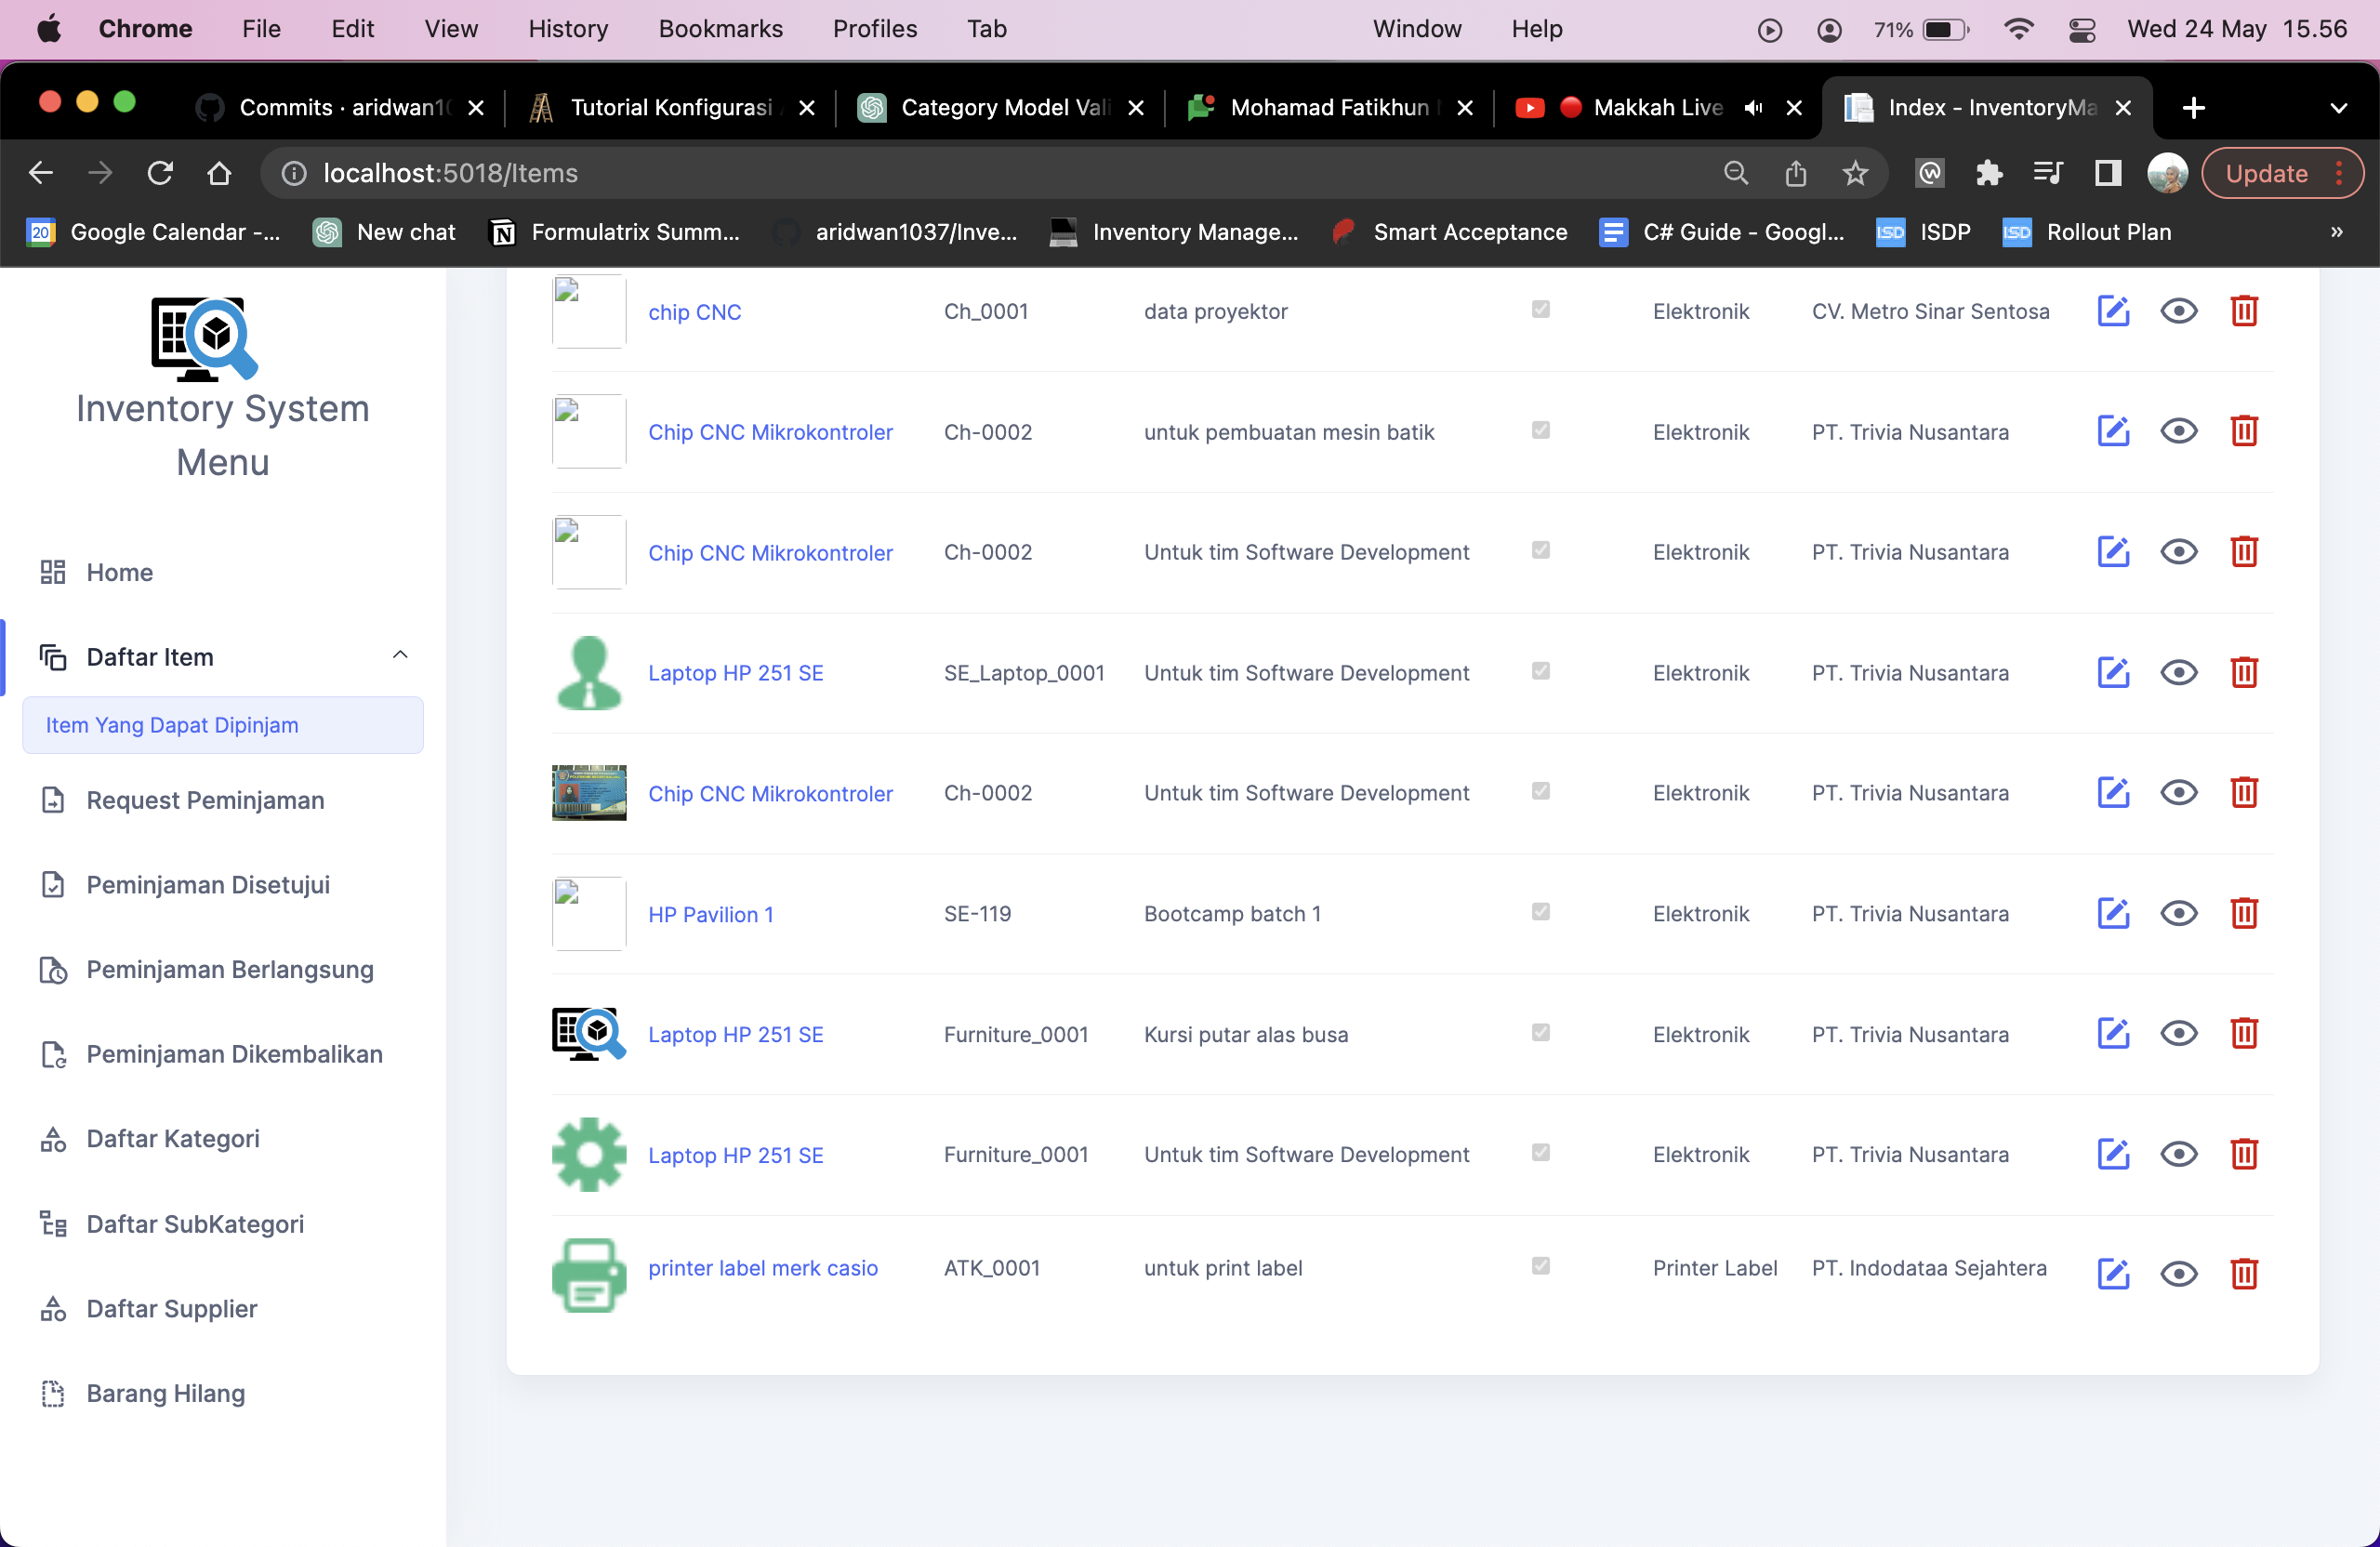 Chrome File Edit View History Bookmarks Profiles Tab Window Help 71% Wed 24 May 15.56
Commits · aridwan10 Tutorial Konfigurasi Category Model Vali Mohamad Fatikhun Makkah Live Index - InventoryMa
localhost:5018/Items Update
20 Google Calendar -... New chat Formulatrix Summ... aridwan1037/Inve... Inventory Manage... Smart Acceptance C# Guide - Googl... ISD ISDP ISD Rollout Plan »
Inventory System
Menu
Home
Daftar Item
Item Yang Dapat Dipinjam
Request Peminjaman
Peminjaman Disetujui
Peminjaman Berlangsung
Peminjaman Dikembalikan
Daftar Kategori
Daftar SubKategori
Daftar Supplier
Barang Hilang
chip CNC Ch_0001 data proyektor Elektronik CV. Metro Sinar Sentosa
Chip CNC Mikrokontroler Ch-0002 untuk pembuatan mesin batik Elektronik PT. Trivia Nusantara
Chip CNC Mikrokontroler Ch-0002 Untuk tim Software Development Elektronik PT. Trivia Nusantara
Laptop HP 251 SE SE_Laptop_0001 Untuk tim Software Development Elektronik PT. Trivia Nusantara
Chip CNC Mikrokontroler Ch-0002 Untuk tim Software Development Elektronik PT. Trivia Nusantara
HP Pavilion 1 SE-119 Bootcamp batch 1 Elektronik PT. Trivia Nusantara
Laptop HP 251 SE Furniture_0001 Kursi putar alas busa Elektronik PT. Trivia Nusantara
Laptop HP 251 SE Furniture_0001 Untuk tim Software Development Elektronik PT. Trivia Nusantara
printer label merk casio ATK_0001 untuk print label Printer Label PT. Indodataa Sejahtera